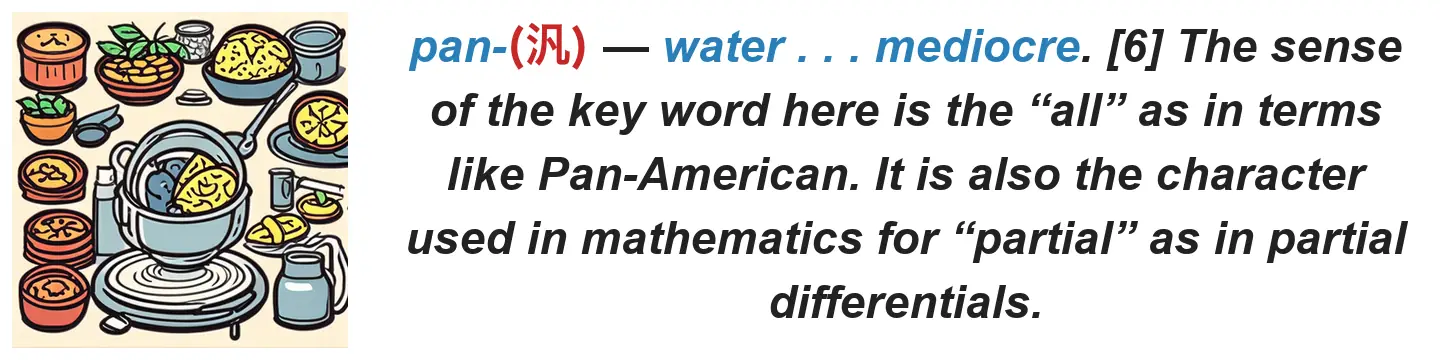 pan-(汎) — water . . . mediocre. [6] The sense
of the key word here is the “all” as in terms
like Pan-American. It is also the character
used in mathematics for “partial” as in partial
differentials.